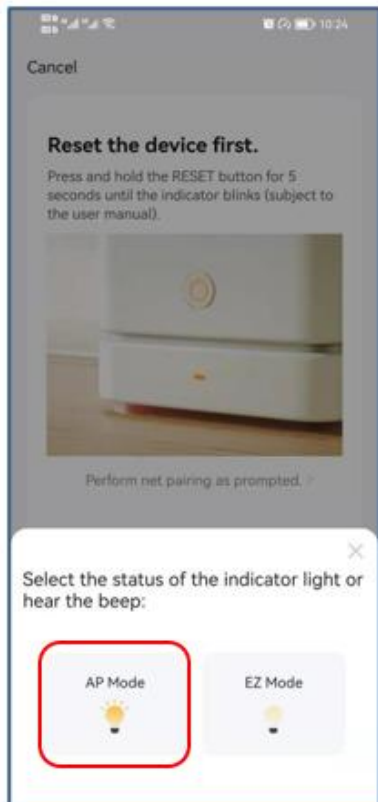 10:24
Cancel
Reset the device first.
Press and hold the RESET button for 5
seconds until the indicator blinks (subject to
the user manual).
Perform net pairing as prompted. >
Select the status of the indicator light or
hear the beep:
AP Mode
EZ Mode